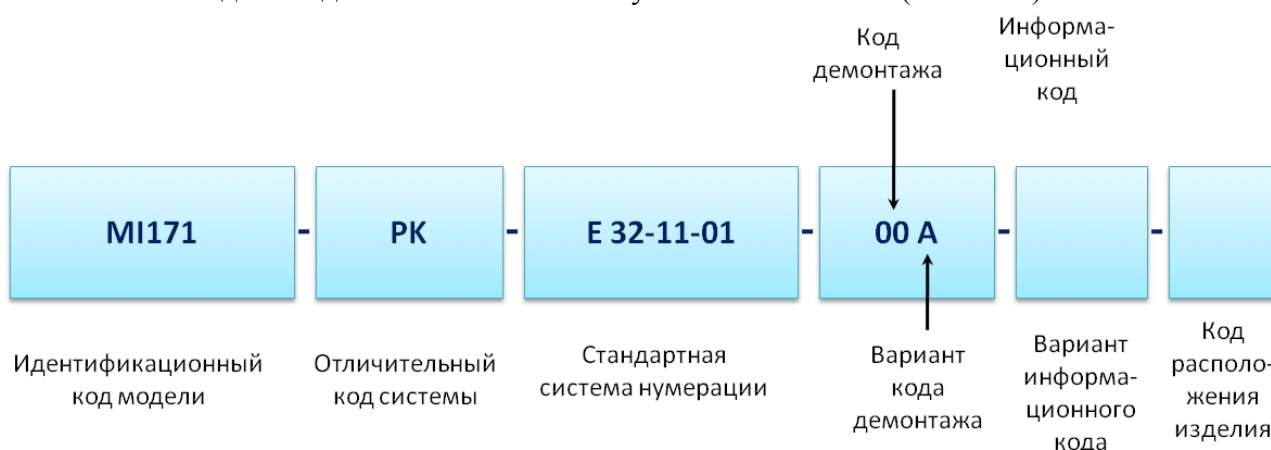 Код
демонтажа
Информа-
ционный
код
MI171 - PK - E 32-11-01 - 00 A - -
Идентификационный
код модели
Отличительный
код системы
Стандартная
система нумерации
Вариант
кода
демонтажа
Вариант
информа-
ционного
кода
Код
располо-
жения
изделия